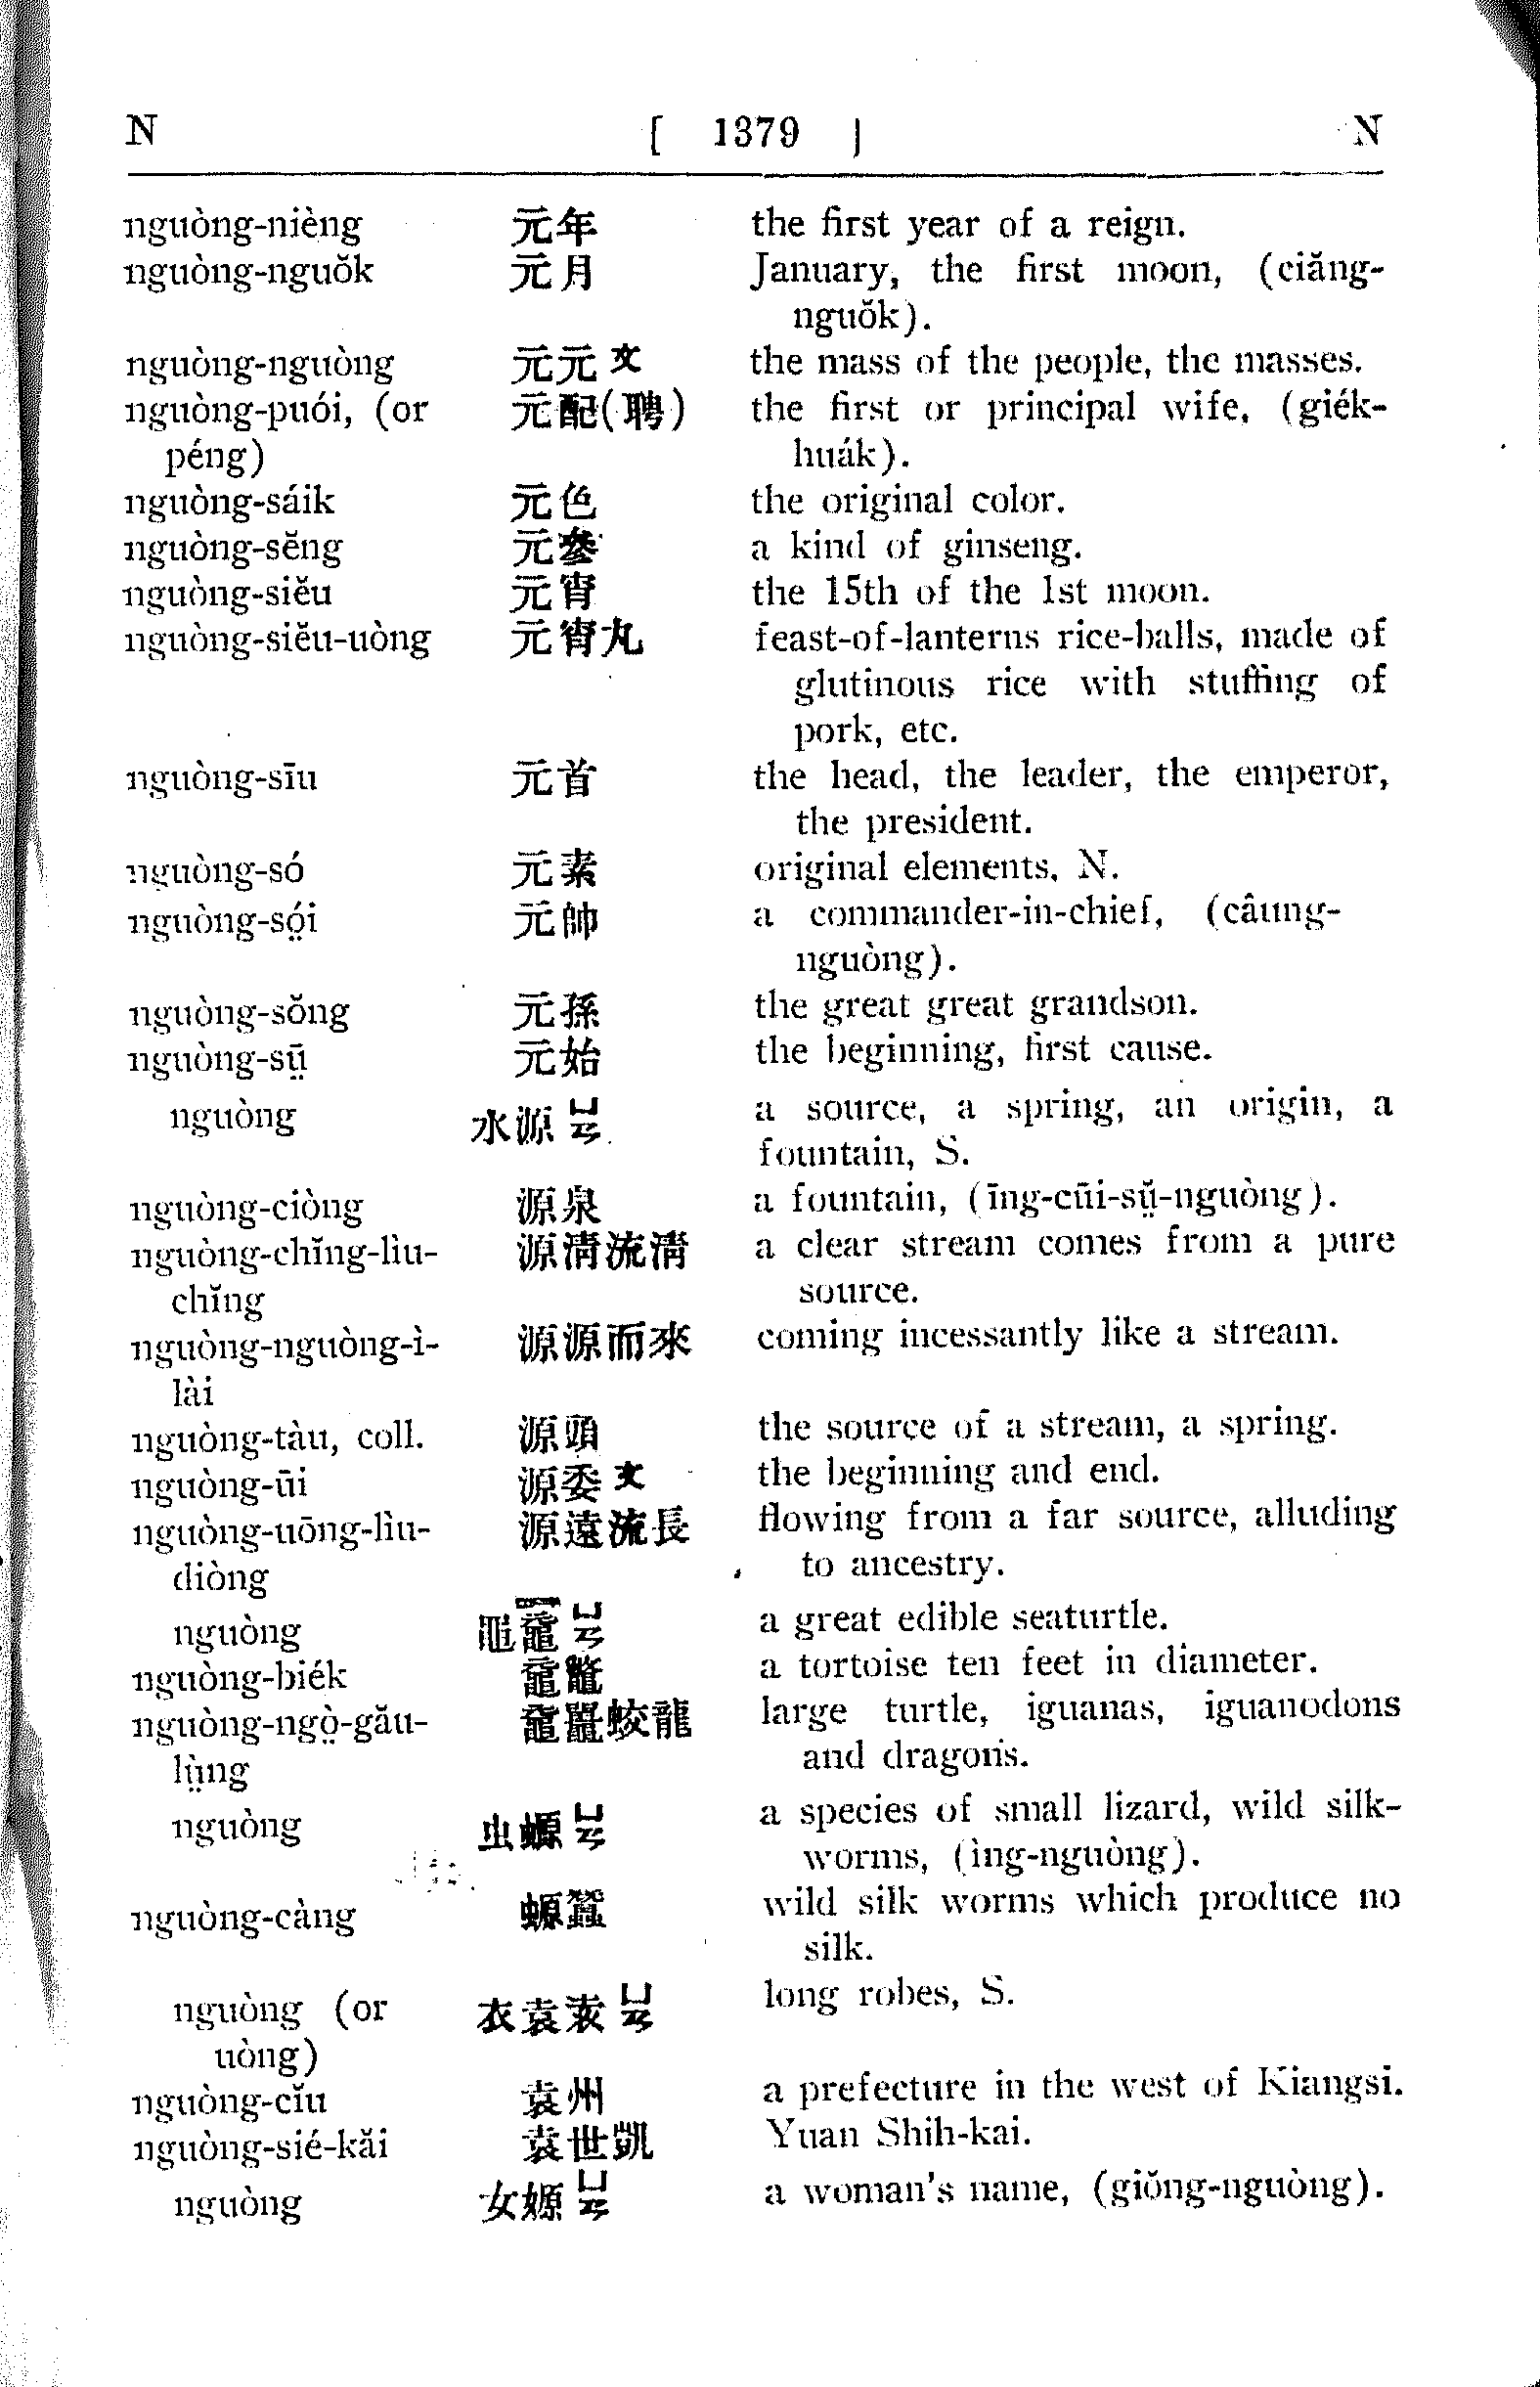 N [ 1379 ] N
nguòng-nièng 元年 the first year of a reign.
nguòng-nguŏk 元月 January, the first moon, (ciăng-
nguŏk).
nguòng-nguòng 元元文 the mass of the people, the masses.
nguòng-puói, (or 元配(聘) the first or principal wife, (giék-
péng) huák).
nguòng-sáik 元色 the original color.
nguòng-sĕng 元參 a kind of ginseng.
nguòng-siĕu 元宵 the 15th of the 1st moon.
nguòng-siĕu-uòng 元宵丸 feast-of-lanterns rice-balls, made of
glutinous rice with stuffing of
pork, etc.
nguòng-sīu 元首 the head, the leader, the emperor,
the president.
nguòng-só 元素 original elements, N.
nguòng-só̤i 元帥 a commander-in-chief, (câung-
nguòng).
nguòng-sŏng 元孫 the great great grandson.
nguòng-sṳ̄ 元始 the beginning, first cause.
nguòng 水源ㄩㄢ a source, a spring, an origin, a
fountain, S.
nguòng-ciòng 源泉 a fountain, (īng-cūi-sṳ̆-nguòng).
nguòng-chĭng-lìu- 源清流清 a clear stream comes from a pure
chĭng source.
nguòng-nguòng-ì- 源源而來 coming incessantly like a stream.
lài
nguòng-tàu, coll. 源頭 the source of a stream, a spring.
nguòng-ūi 源委文 the beginning and end.
nguòng-uōng-lìu- 源遠流長 flowing from a far source, alluding
diòng to ancestry.
nguòng 黽黿ㄩㄢ a great edible seaturtle.
nguòng-biék 黿鼈 a tortoise ten feet in diameter.
nguòng-ngò̤-gău- 黿鼉蛟龍 large turtle, iguanas, iguanodons
lṳ̀ng and dragons.
nguòng 虫螈ㄩㄢ a species of small lizard, wild silk-
worms, (ìng-nguòng).
nguòng-càng 螈蠶 wild silk worms which produce no
silk.
nguòng (or 衣袁ㄩㄢ long robes, S.
uòng)
nguòng-cĭu 袁州 a prefecture in the west of Kiangsi.
nguòng-sié-kăi 袁世凱 Yuan Shih-kai.
nguòng 女嫄ㄩㄢ a woman's name, (giŏng-nguòng).